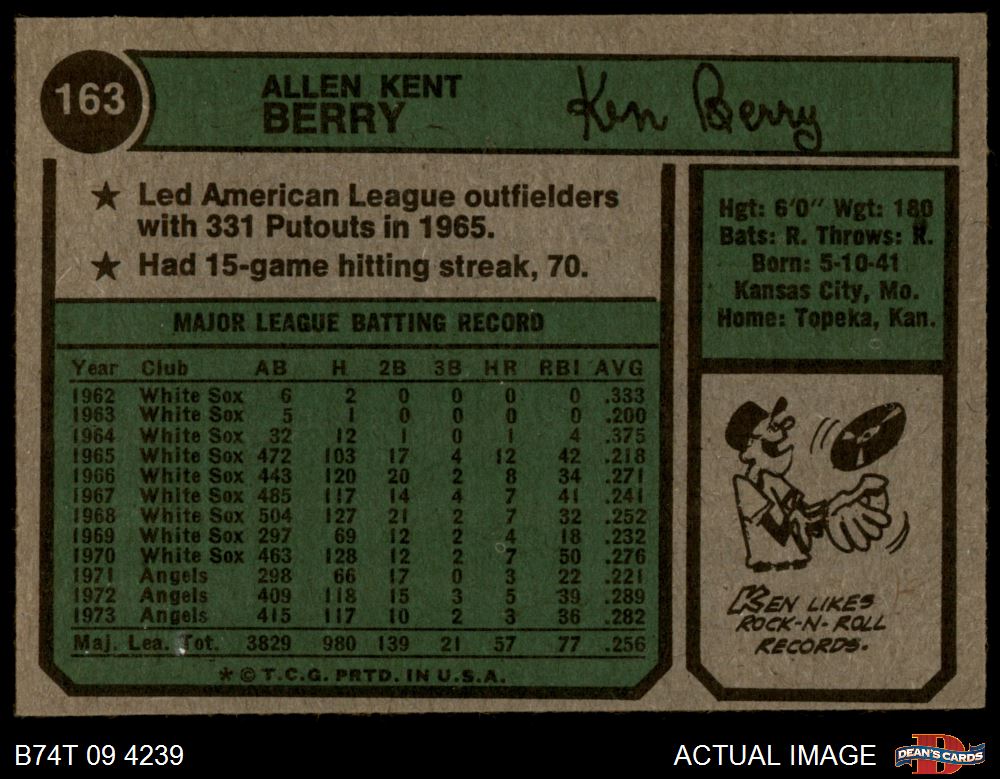 163
ALLEN KENT
BERRY
Ken Berry
★ Led American League outfielders
with 331 Putouts in 1965.
★ Had 15-game hitting streak, 70.
MAJOR LEAGUE BATTING RECORD
Year Club AB H 2B 3B HR RBI AVG
1962 White Sox 6 2 0 0 0 0 .333
1963 White Sox 5 1 0 0 0 0 .200
1964 White Sox 32 12 1 0 1 4 .375
1965 White Sox 472 103 17 4 12 42 .218
1966 White Sox 443 120 20 2 8 34 .271
1967 White Sox 485 117 14 4 7 41 .241
1968 White Sox 504 127 21 2 7 32 .252
1969 White Sox 297 69 12 2 4 18 .232
1970 White Sox 463 128 12 2 7 50 .276
1971 Angels 298 66 17 0 3 22 .221
1972 Angels 409 118 15 3 5 39 .289
1973 Angels 415 117 10 2 3 36 .282
Maj. Lea. Tot. 3829 980 139 21 57 77 .256
★ © T.C.G. PRTD. IN U.S.A.
Hgt: 6'0" Wgt: 180
Bats: R. Throws: R.
Born: 5-10-41
Kansas City, Mo.
Home: Topeka, Kan.
KEN LIKES
ROCK-N-ROLL
RECORDS.
B74T 09 4239
ACTUAL IMAGE
DEAN'S CARDS